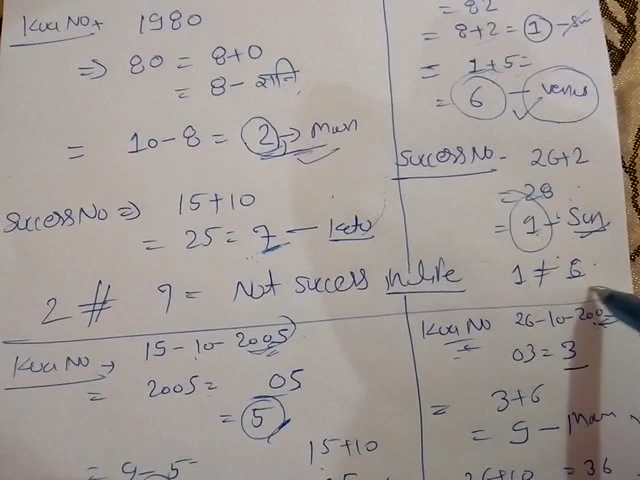 Kua No → 1980
⇒ 80 = 8+0
= 8 - शनि
= 10-8 = 2 → Moon
Success No ⇒ 15+10
= 25 = 7 - Keto
2 # 7 = Not success in life
= 82
= 8+2 = 1 - Sun
= 1+5 =
= 6 - Venus
Success No - 26+2
= 28
= 1 - Sun
1 ≠ 6
Kua No → 15-10-2005
= 2005 = 05
= 5
= 9-5
15+10
Kua No 26-10-200
03 = 3
= 3+6
= 9 -
26+10 = 36